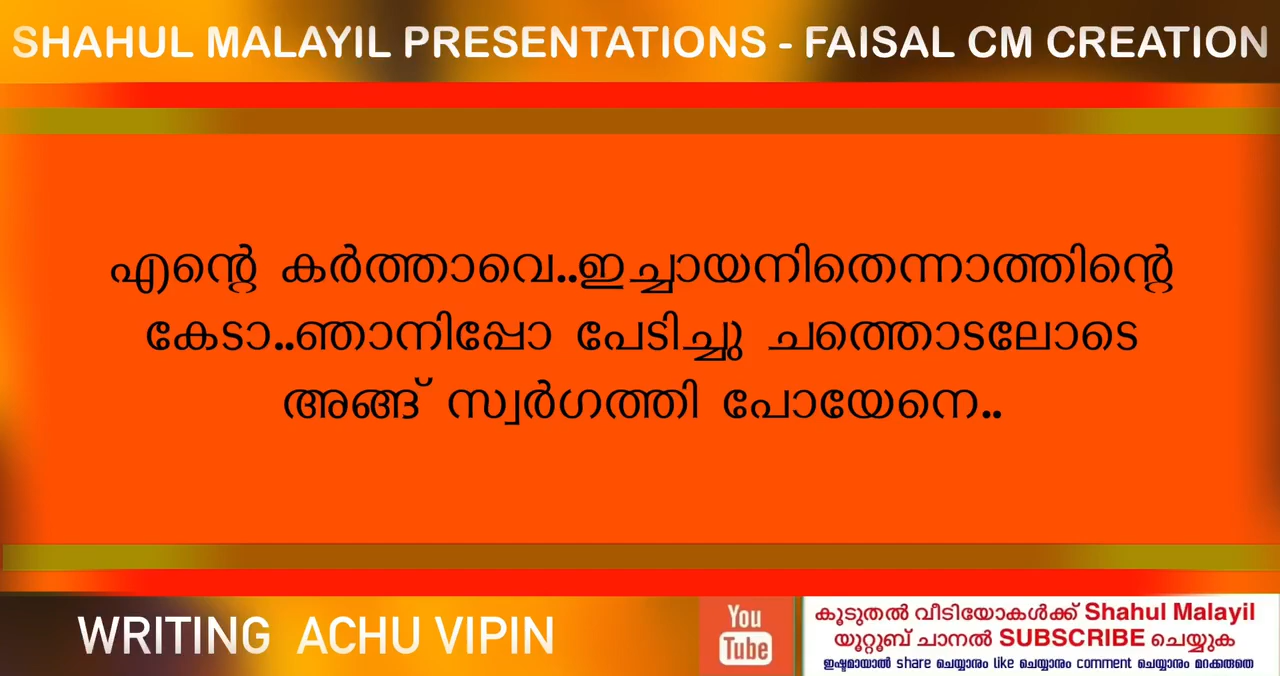 SHAHUL MALAYIL PRESENTATIONS - FAISAL CM CREATION
എന്റെ കർത്താവെ..ഇച്ചായനിതെന്നാത്തിന്റെ
കേടാ..ഞാനിപ്പോ പേടിച്ചു ചത്തൊടലോടെ
അങ്ങ് സ്വർഗത്തി പോയേനെ..
WRITING ACHU VIPIN
You
Tube
കൂടുതൽ വീടിയോകൾക്ക് Shahul Malayil
യൂറ്റൂബ് ചാനൽ SUBSCRIBE ചെയ്യുക
ഇഷ്ടമായാൽ share ചെയ്യാനും like ചെയ്യാനും comment ചെയ്യാനും മറക്കരുതെ